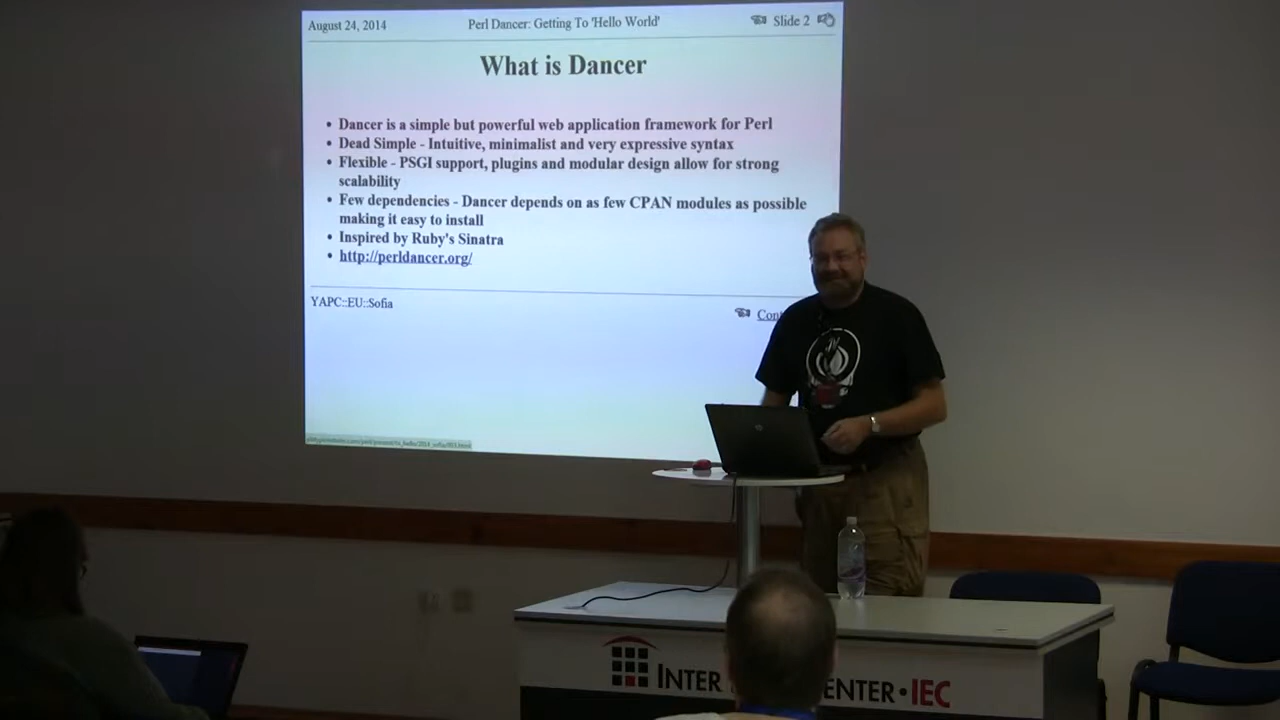 August 24, 2014 Perl Dancer: Getting To 'Hello World' Slide 2
What is Dancer
• Dancer is a simple but powerful web application framework for Perl
• Dead Simple - Intuitive, minimalist and very expressive syntax
• Flexible - PSGI support, plugins and modular design allow for strong
scalability
• Few dependencies - Dancer depends on as few CPAN modules as possible
making it easy to install
• Inspired by Ruby's Sinatra
• http://perldancer.org/
YAPC::EU::Sofia
INTER ENTER • IEC